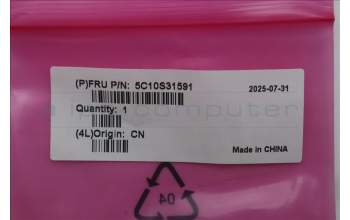 (P)FRU P/N: 5C10S31591
2025-07-31
Quantity: 1
(4L)Origin: CN
Made in CHINA
04